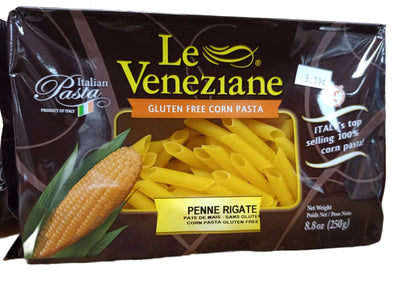 Le
Veneziane®
GLUTEN FREE CORN PASTA
Italian
Pasta
PRODUCT OF ITALY
3.19
ITALY's top
selling 100%
corn pasta!
PENNE RIGATE
PATE DE MAIS - SANS GLUTEN
CORN PASTA GLUTEN FREE
Net Weight
Poids Net / Peso Neto
8.8oz (250g)